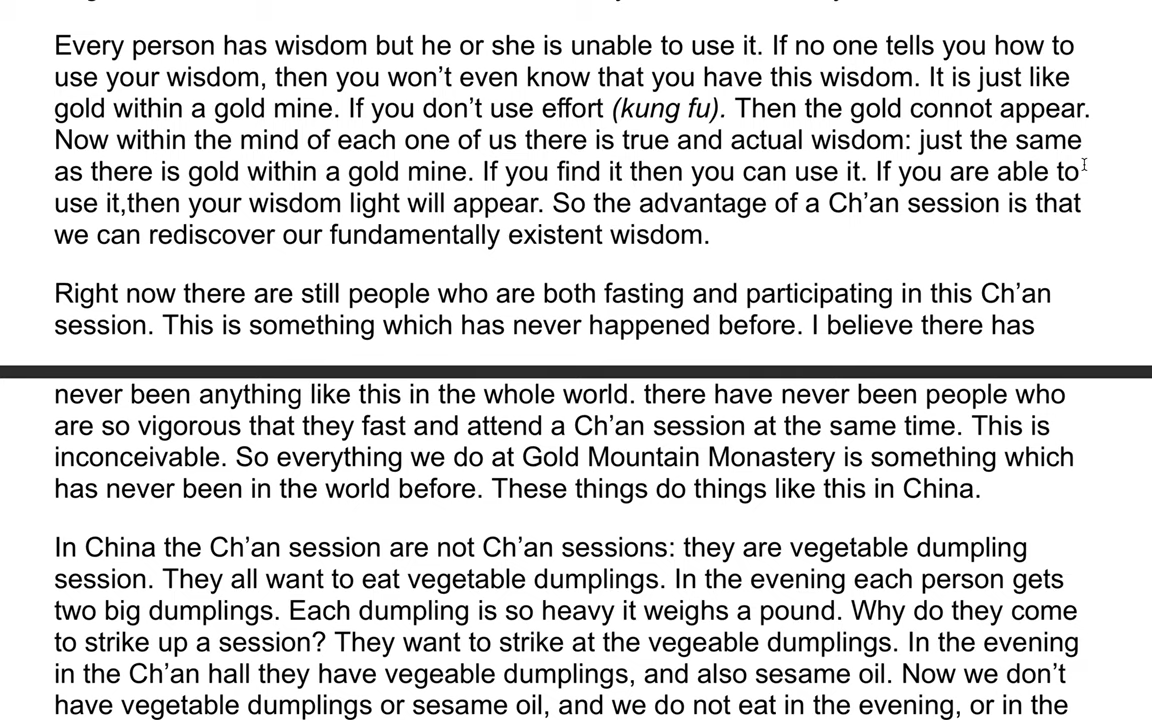 Every person has wisdom but he or she is unable to use it. If no one tells you how to
use your wisdom, then you won’t even know that you have this wisdom. It is just like
gold within a gold mine. If you don’t use effort (kung fu). Then the gold connot appear.
Now within the mind of each one of us there is true and actual wisdom: just the same
as there is gold within a gold mine. If you find it then you can use it. If you are able to
use it,then your wisdom light will appear. So the advantage of a Ch’an session is that
we can rediscover our fundamentally existent wisdom.
Right now there are still people who are both fasting and participating in this Ch’an
session. This is something which has never happened before. I believe there has
never been anything like this in the whole world. there have never been people who
are so vigorous that they fast and attend a Ch’an session at the same time. This is
inconceivable. So everything we do at Gold Mountain Monastery is something which
has never been in the world before. These things do things like this in China.
In China the Ch’an session are not Ch’an sessions: they are vegetable dumpling
session. They all want to eat vegetable dumplings. In the evening each person gets
two big dumplings. Each dumpling is so heavy it weighs a pound. Why do they come
to strike up a session? They want to strike at the vegeable dumplings. In the evening
in the Ch’an hall they have vegeable dumplings, and also sesame oil. Now we don’t
have vegetable dumplings or sesame oil, and we do not eat in the evening, or in the